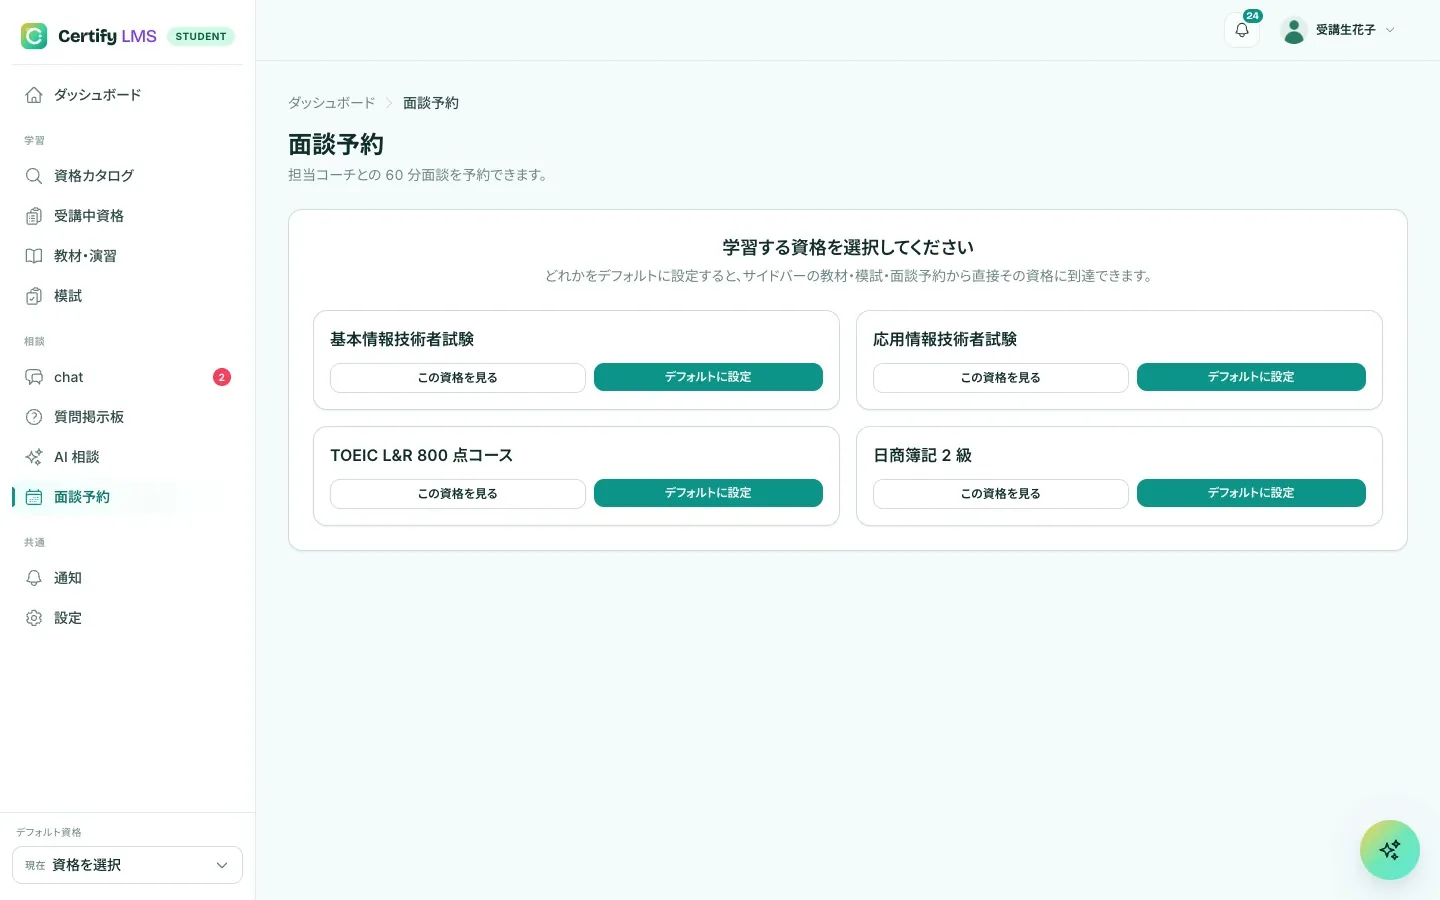 Certify LMS STUDENT
ダッシュボード
学習
資格カタログ
受講中資格
教材・演習
模試
相談
chat 2
質問掲示板
AI 相談
面談予約
共通
通知
設定
デフォルト資格
現在 資格を選択
24
受講生花子
ダッシュボード 面談予約
面談予約
担当コーチとの 60 分面談を予約できます。
学習する資格を選択してください
どれかをデフォルトに設定すると、サイドバーの教材・模試・面談予約から直接その資格に到達できます。
基本情報技術者試験
この資格を見る デフォルトに設定
応用情報技術者試験
この資格を見る デフォルトに設定
TOEIC L&R 800 点コース
この資格を見る デフォルトに設定
日商簿記 2 級
この資格を見る デフォルトに設定